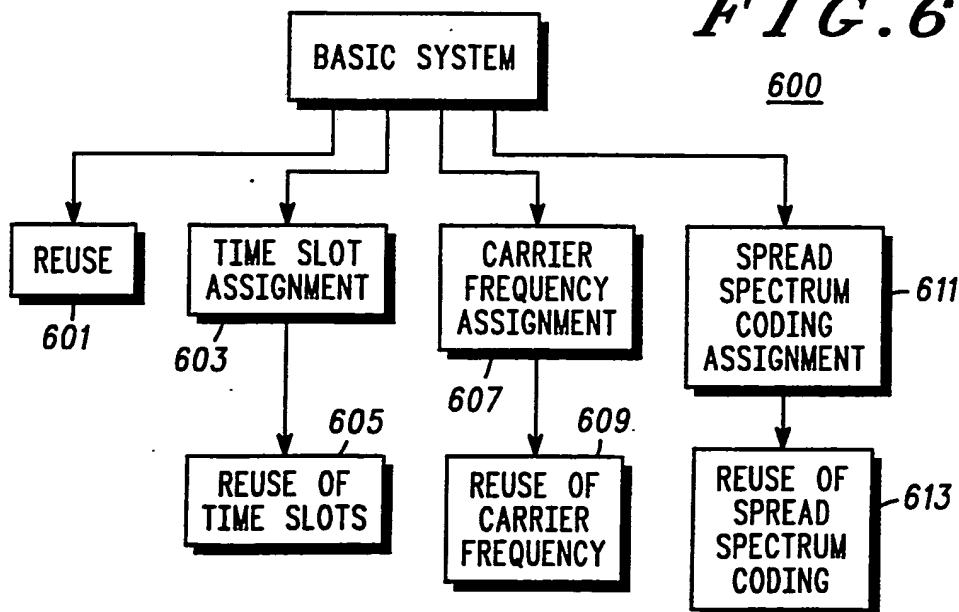 FIG.6
600
BASIC SYSTEM
REUSE
601
TIME SLOT
ASSIGNMENT
603
CARRIER
FREQUENCY
ASSIGNMENT
607
SPREAD
SPECTRUM
CODING
ASSIGNMENT
611
605
REUSE OF
TIME SLOTS
609
REUSE OF
CARRIER
FREQUENCY
REUSE OF
SPREAD
SPECTRUM
CODING
613